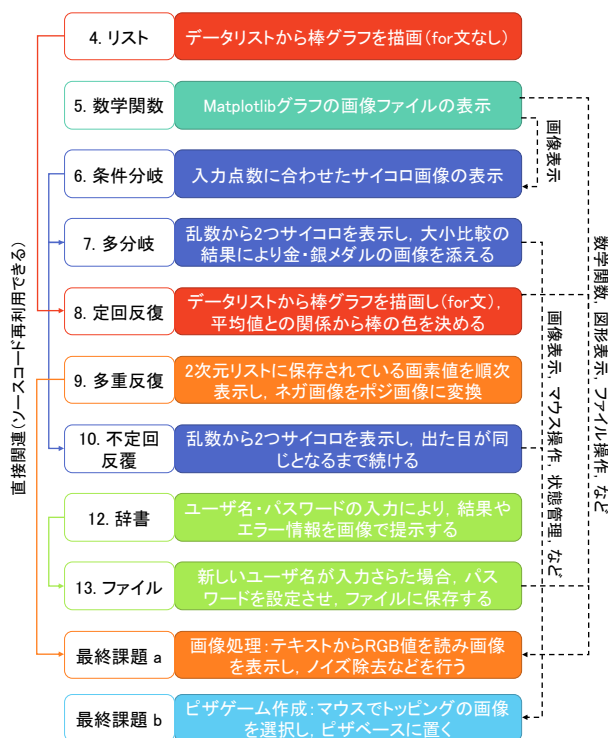 4. リスト
データリストから棒グラフを描画(for文なし)
5. 数学関数
Matplotlibグラフの画像ファイルの表示
画像表示
6. 条件分岐
入力点数に合わせたサイコロ画像の表示
7. 多分岐
乱数から2つサイコロを表示し，大小比較の
結果により金・銀メダルの画像を添える
8. 定回反復
データリストから棒グラフを描画し(for文)，
平均値との関係から棒の色を決める
9. 多重反復
2次元リストに保存されている画素値を順次
表示し，ネガ画像をポジ画像に変換
10. 不定回
反覆
乱数から2つサイコロを表示し，出た目が同
じとなるまで続ける
12. 辞書
ユーザ名・パスワードの入力により，結果や
エラー情報を画像で提示する
13. ファイル
新しいユーザ名が入力さらた場合，パス
ワードを設定させ，ファイルに保存する
最終課題 a
画像処理：テキストからRGB値を読み画像
を表示し，ノイズ除去などを行う
最終課題 b
ピザゲーム作成：マウスでトッピングの画像
を選択し，ピザベースに置く
直接関連(ソースコード再利用できる)
画像表示，マウス操作，状態管理，など
数学関数，図形表示，ファイル操作，など